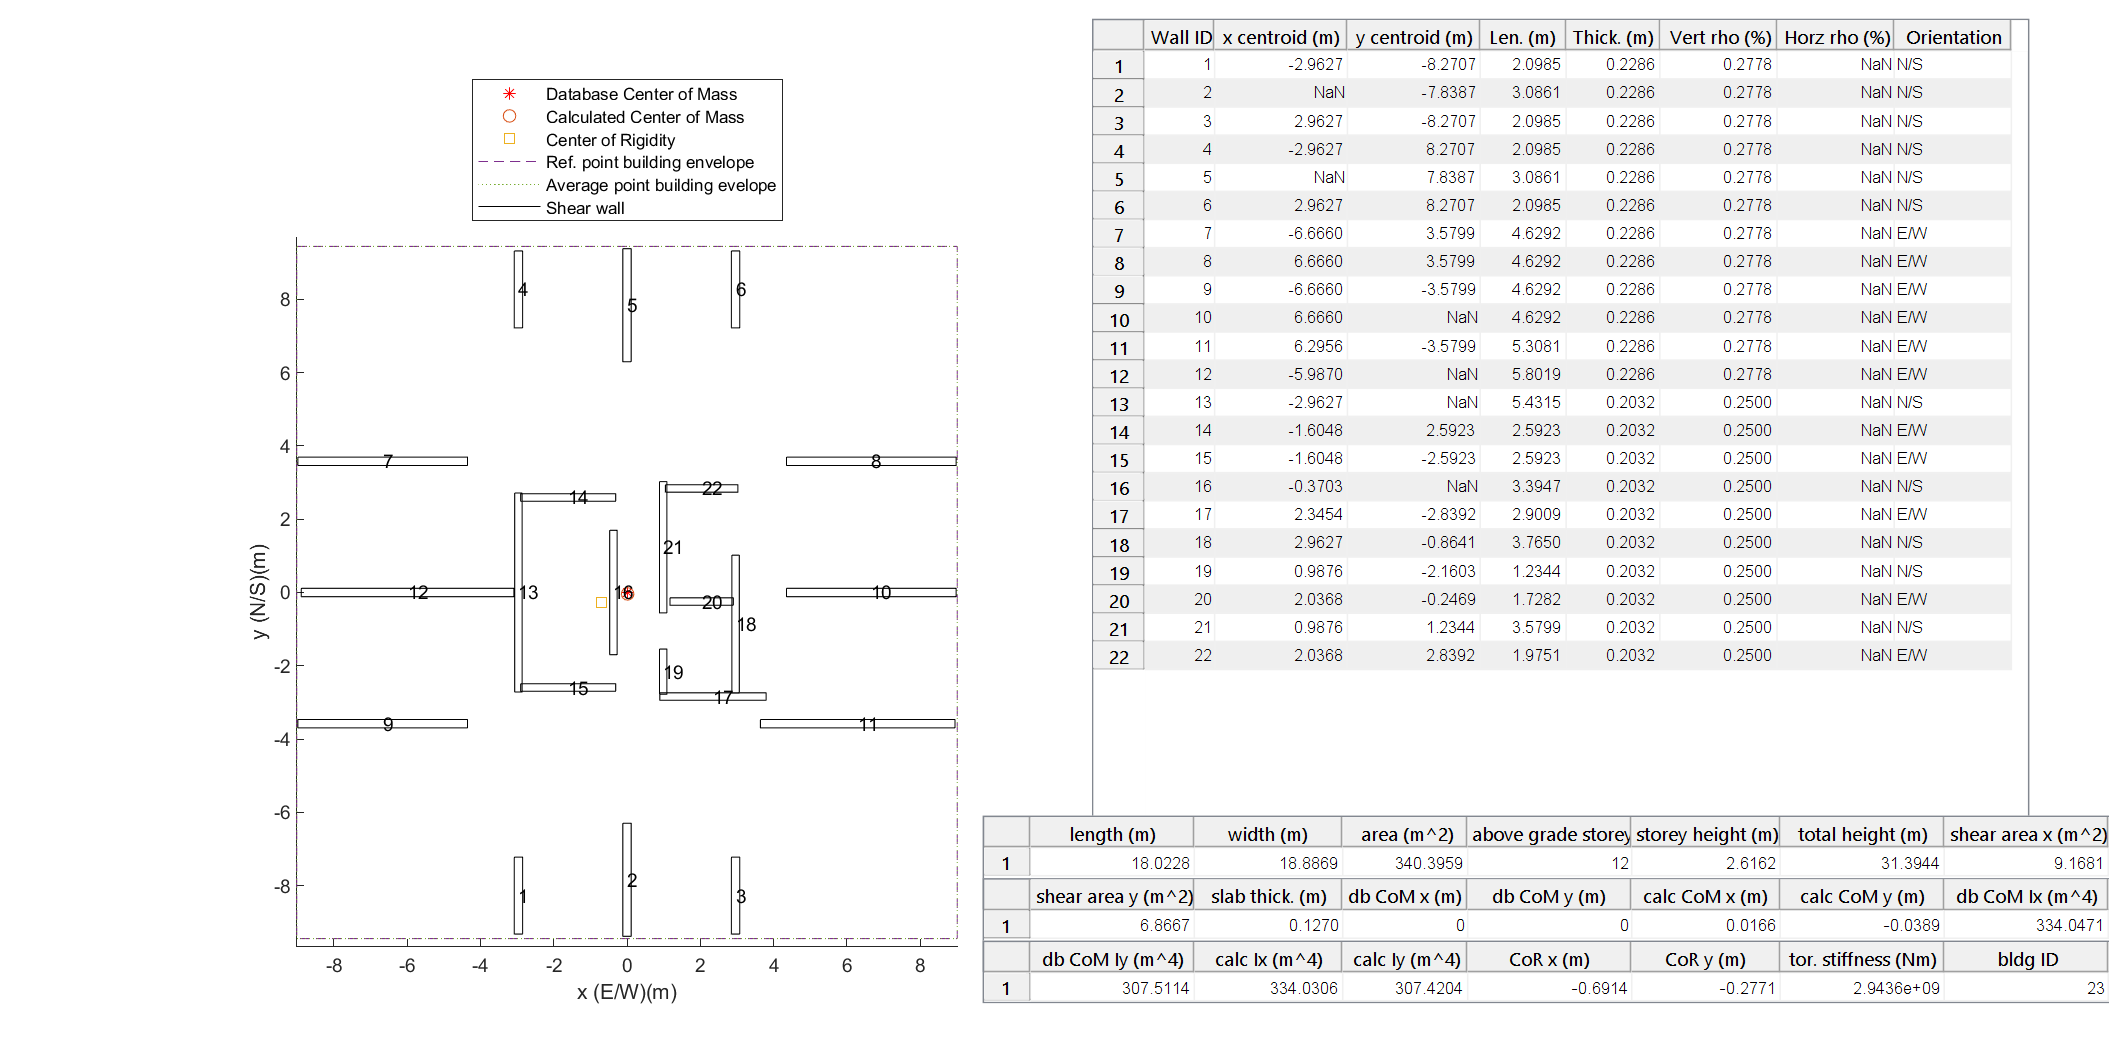 Database Center of Mass
Calculated Center of Mass
Center of Rigidity
Ref. point building envelope
Average point building evelope
Shear wall
4 5 6
7 8
14 22
21
12 13 16 10
20
18
19
15 17
9 11
2
1 3
8
6
4
2
0
-2
-4
-6
-8
y (N/S)(m)
-8 -6 -4 -2 0 2 4 6 8
x (E/W)(m)
Wall ID x centroid (m) y centroid (m) Len. (m) Thick. (m) Vert rho (%) Horz rho (%) Orientation
1 1 -2.9627 -8.2707 2.0985 0.2286 0.2778 NaN N/S
2 2 NaN -7.8387 3.0861 0.2286 0.2778 NaN N/S
3 3 2.9627 -8.2707 2.0985 0.2286 0.2778 NaN N/S
4 4 -2.9627 8.2707 2.0985 0.2286 0.2778 NaN N/S
5 5 NaN 7.8387 3.0861 0.2286 0.2778 NaN N/S
6 6 2.9627 8.2707 2.0985 0.2286 0.2778 NaN N/S
7 7 -6.6660 3.5799 4.6292 0.2286 0.2778 NaN E/W
8 8 6.6660 3.5799 4.6292 0.2286 0.2778 NaN E/W
9 9 -6.6660 -3.5799 4.6292 0.2286 0.2778 NaN E/W
10 10 6.6660 NaN 4.6292 0.2286 0.2778 NaN E/W
11 11 6.2956 -3.5799 5.3081 0.2286 0.2778 NaN E/W
12 12 -5.9870 NaN 5.8019 0.2286 0.2778 NaN E/W
13 13 -2.9627 NaN 5.4315 0.2032 0.2500 NaN N/S
14 14 -1.6048 2.5923 2.5923 0.2032 0.2500 NaN E/W
15 15 -1.6048 -2.5923 2.5923 0.2032 0.2500 NaN E/W
16 16 -0.3703 NaN 3.3947 0.2032 0.2500 NaN N/S
17 17 2.3454 -2.8392 2.9009 0.2032 0.2500 NaN E/W
18 18 2.9627 -0.8641 3.7650 0.2032 0.2500 NaN N/S
19 19 0.9876 -2.1603 1.2344 0.2032 0.2500 NaN N/S
20 20 2.0368 -0.2469 1.7282 0.2032 0.2500 NaN E/W
21 21 0.9876 1.2344 3.5799 0.2032 0.2500 NaN N/S
22 22 2.0368 2.8392 1.9751 0.2032 0.2500 NaN E/W
length (m) width (m) area (m^2) above grade storey storey height (m) total height (m) shear area x (m^2)
1 18.0228 18.8869 340.3959 12 2.6162 31.3944 9.1681
shear area y (m^2) slab thick. (m) db CoM x (m) db CoM y (m) calc CoM x (m) calc CoM y (m) db CoM Ix (m^4)
1 6.8667 0.1270 0 0 0.0166 -0.0389 334.0471
db CoM Iy (m^4) calc Ix (m^4) calc Iy (m^4) CoR x (m) CoR y (m) tor. stiffness (Nm) bldg ID
1 307.5114 334.0306 307.4204 -0.6914 -0.2771 2.9436e+09 23